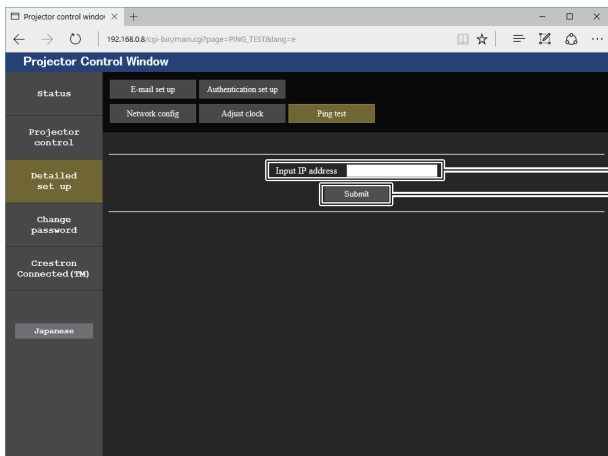 Projector control windov
192.168.0.8/cgi-bin/main.cgi?page=PING_TEST&lang=e
Projector Control Window
Status
E-mail set up
Authentication set up
Network config
Adjust clock
Ping test
Projector
control
Detailed
set up
Input IP address
Submit
Change
password
Crestron
Connected(TM)
Japanese